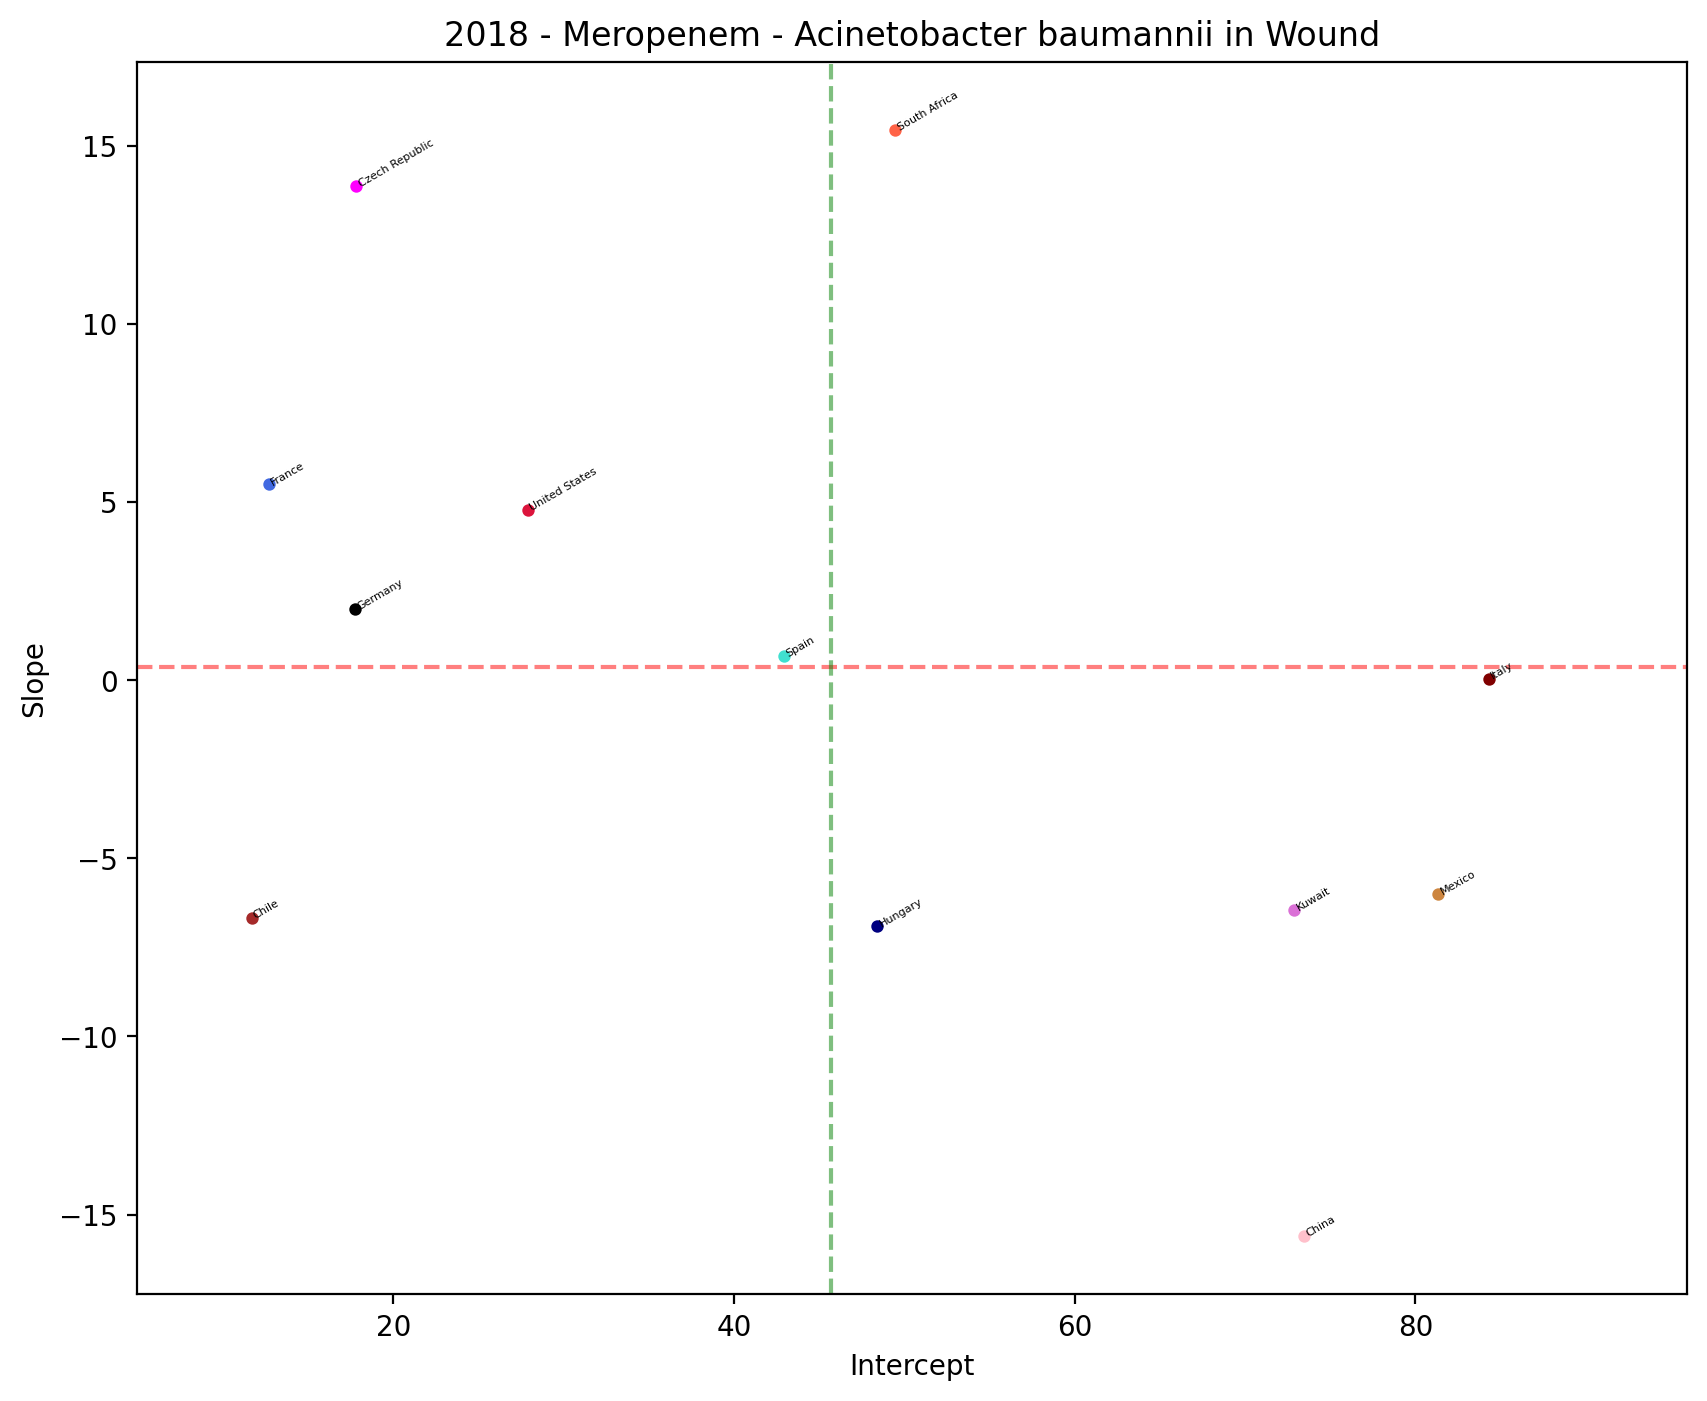 2018 - Meropenem - Acinetobacter baumannii in Wound
South Africa
15
Czech Republic
10
France
United States
5
Germany
Spain
Italy
0
Slope
−5
Mexico
Kuwait
Chile
Hungary
−10
−15
China
20 40 60 80
Intercept